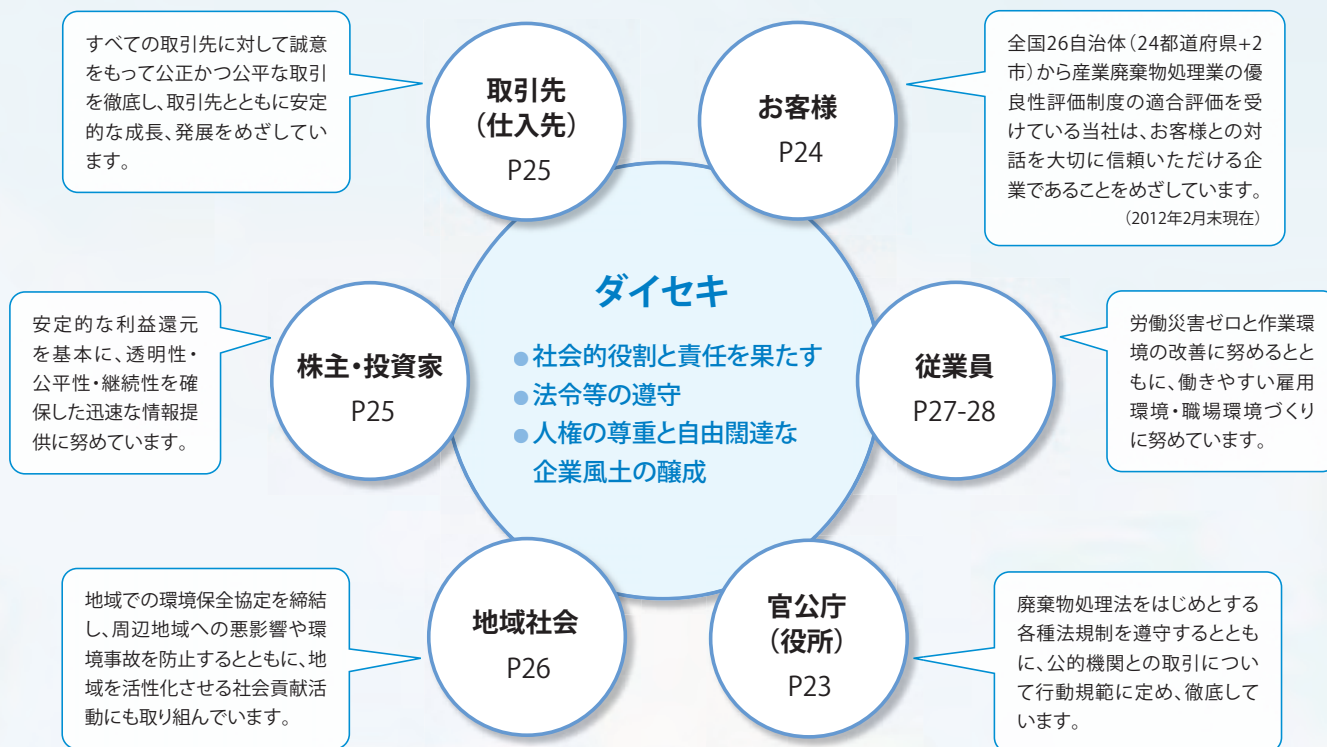 すべての取引先に対して誠意
をもって公正かつ公平な取引
を徹底し、取引先とともに安定
的な成長、発展をめざしてい
ます。
取引先
（仕入先）
P25
お客様
P24
全国26自治体（24都道府県+2
市）から産業廃棄物処理業の優
良性評価制度の適合評価を受
けている当社は、お客様との対
話を大切に信頼いただける企
業であることをめざしています。
（2012年2月末現在）
安定的な利益還元
を基本に、透明性・
公平性・継続性を確
保した迅速な情報提
供に努めています。
株主・投資家
P25
ダイセキ
●社会的役割と責任を果たす
●法令等の遵守
●人権の尊重と自由闊達な
企業風土の醸成
従業員
P27-28
労働災害ゼロと作業環
境の改善に努めるとと
もに、働きやすい雇用
環境・職場環境づくり
に努めています。
地域での環境保全協定を締結
し、周辺地域への悪影響や環
境事故を防止するとともに、地
域を活性化させる社会貢献活
動にも取り組んでいます。
地域社会
P26
官公庁
（役所）
P23
廃棄物処理法をはじめとする
各種法規制を遵守するととも
に、公的機関との取引につい
て行動規範に定め、徹底して
います。